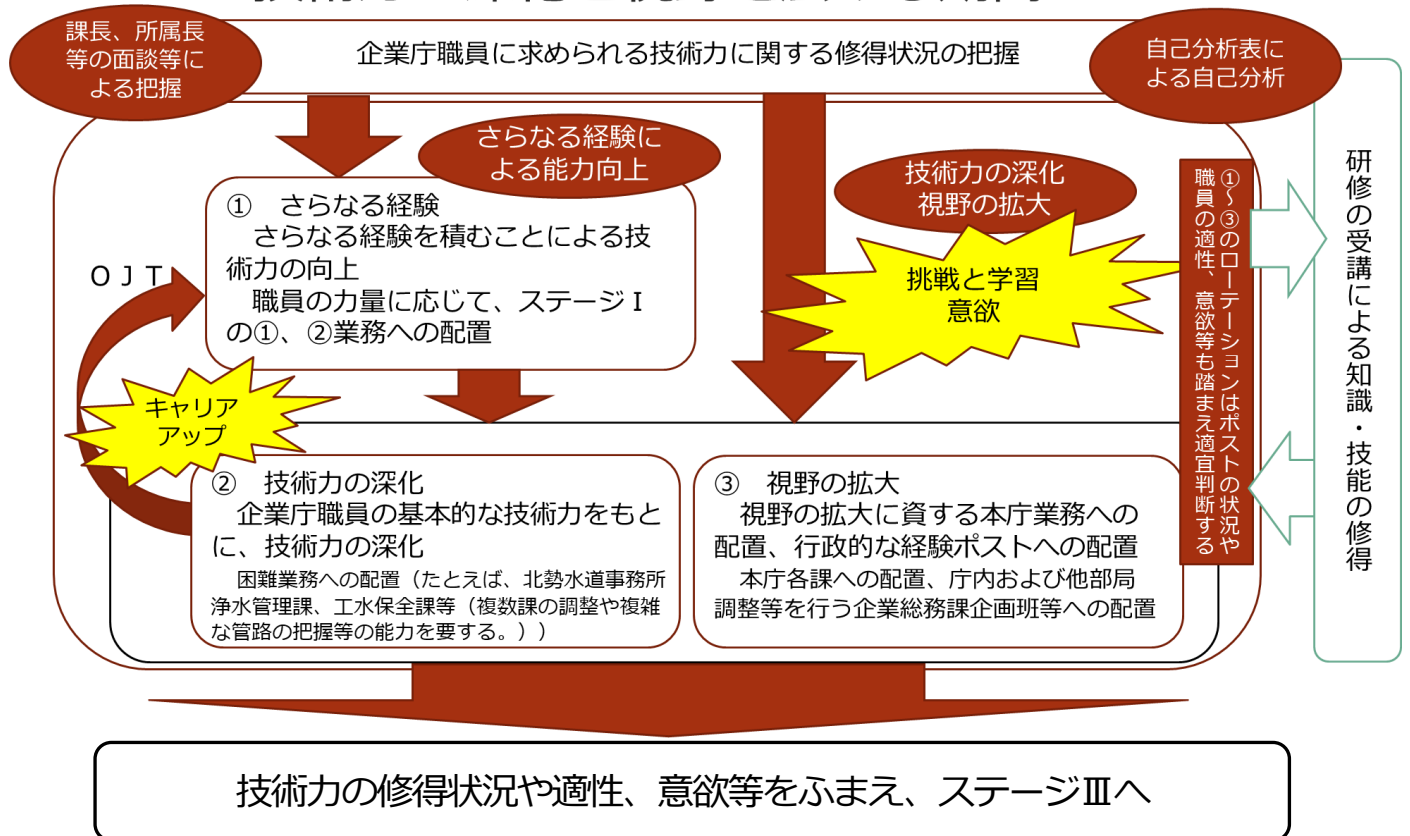 課長、所属長
等の面談等に
よる把握
企業庁職員に求められる技術力に関する修得状況の把握
自己分析表に
よる自己分析
さらなる経験に
よる能力向上
技術力の深化
視野の拡大
① さらなる経験
さらなる経験を積むことによる技
術力の向上
職員の力量に応じて、ステージⅠ
の①、②業務への配置
ＯＪＴ
挑戦と学習
意欲
キャリア
アップ
② 技術力の深化
企業庁職員の基本的な技術力をもと
に、技術力の深化
困難業務への配置（たとえば、北勢水道事務所
浄水管理課、工水保全課等（複数課の調整や複雑
な管路の把握等の能力を要する。））
③ 視野の拡大
視野の拡大に資する本庁業務への
配置、行政的な経験ポストへの配置
本庁各課への配置、庁内および他部局
調整等を行う企業総務課企画班等への配置
①～③のローテーションはポストの状況や
職員の適性、意欲等も踏まえ適宜判断する
研修の受講による知識・技能の修得
技術力の修得状況や適性、意欲等をふまえ、ステージⅢへ